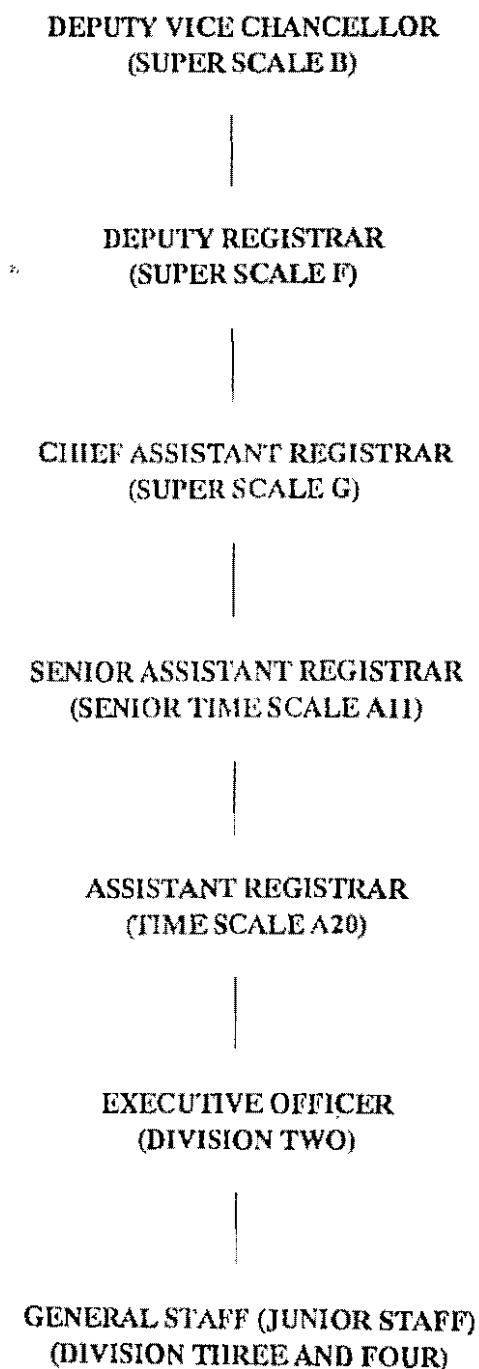 DEPUTY VICE CHANCELLOR
(SUPER SCALE B)
DEPUTY REGISTRAR
(SUPER SCALE F)
CHIEF ASSISTANT REGISTRAR
(SUPER SCALE G)
SENIOR ASSISTANT REGISTRAR
(SENIOR TIME SCALE A11)
ASSISTANT REGISTRAR
(TIME SCALE A20)
EXECUTIVE OFFICER
(DIVISION TWO)
GENERAL STAFF (JUNIOR STAFF)
(DIVISION THREE AND FOUR)